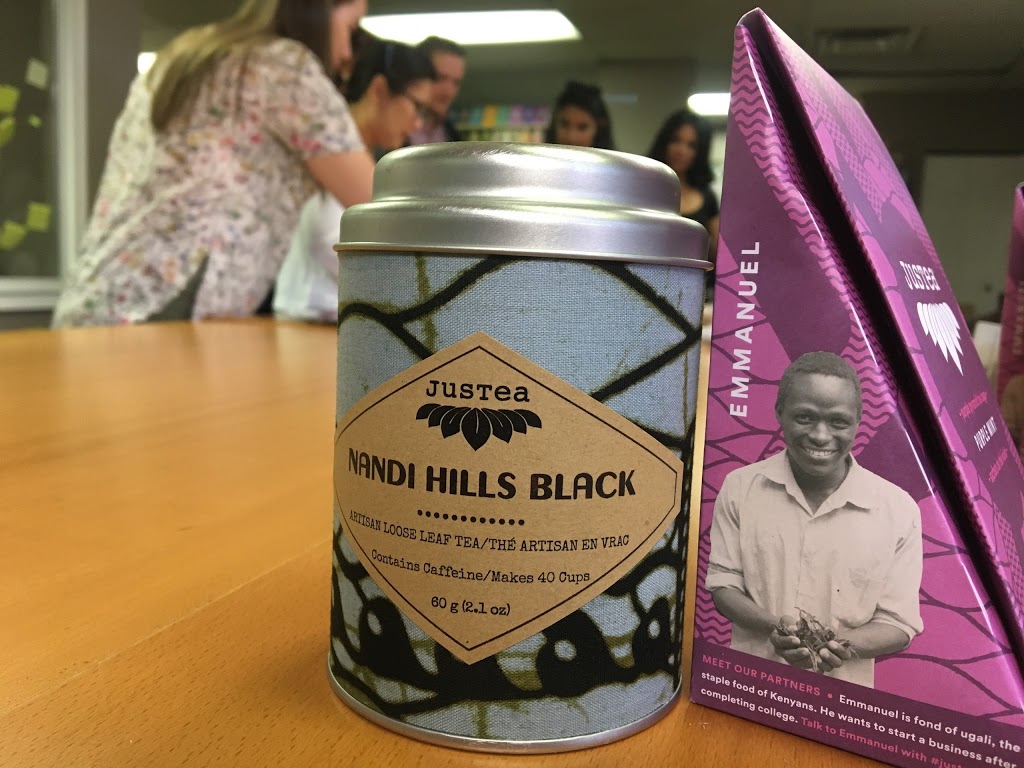 JusTea
NANDI HILLS BLACK
ARTISAN LOOSE LEAF TEA/THÉ ARTISAN EN VRAC
Contains Caffeine/Makes 40 Cups
60 g (2.1 oz)
EMMANUEL
MEET OUR PARTNERS • Emmanuel is fond of ugali, the
staple food of Kenyans. He wants to start a business after
completing college. Talk to Emmanuel with
JusTea
PURPLE MINT